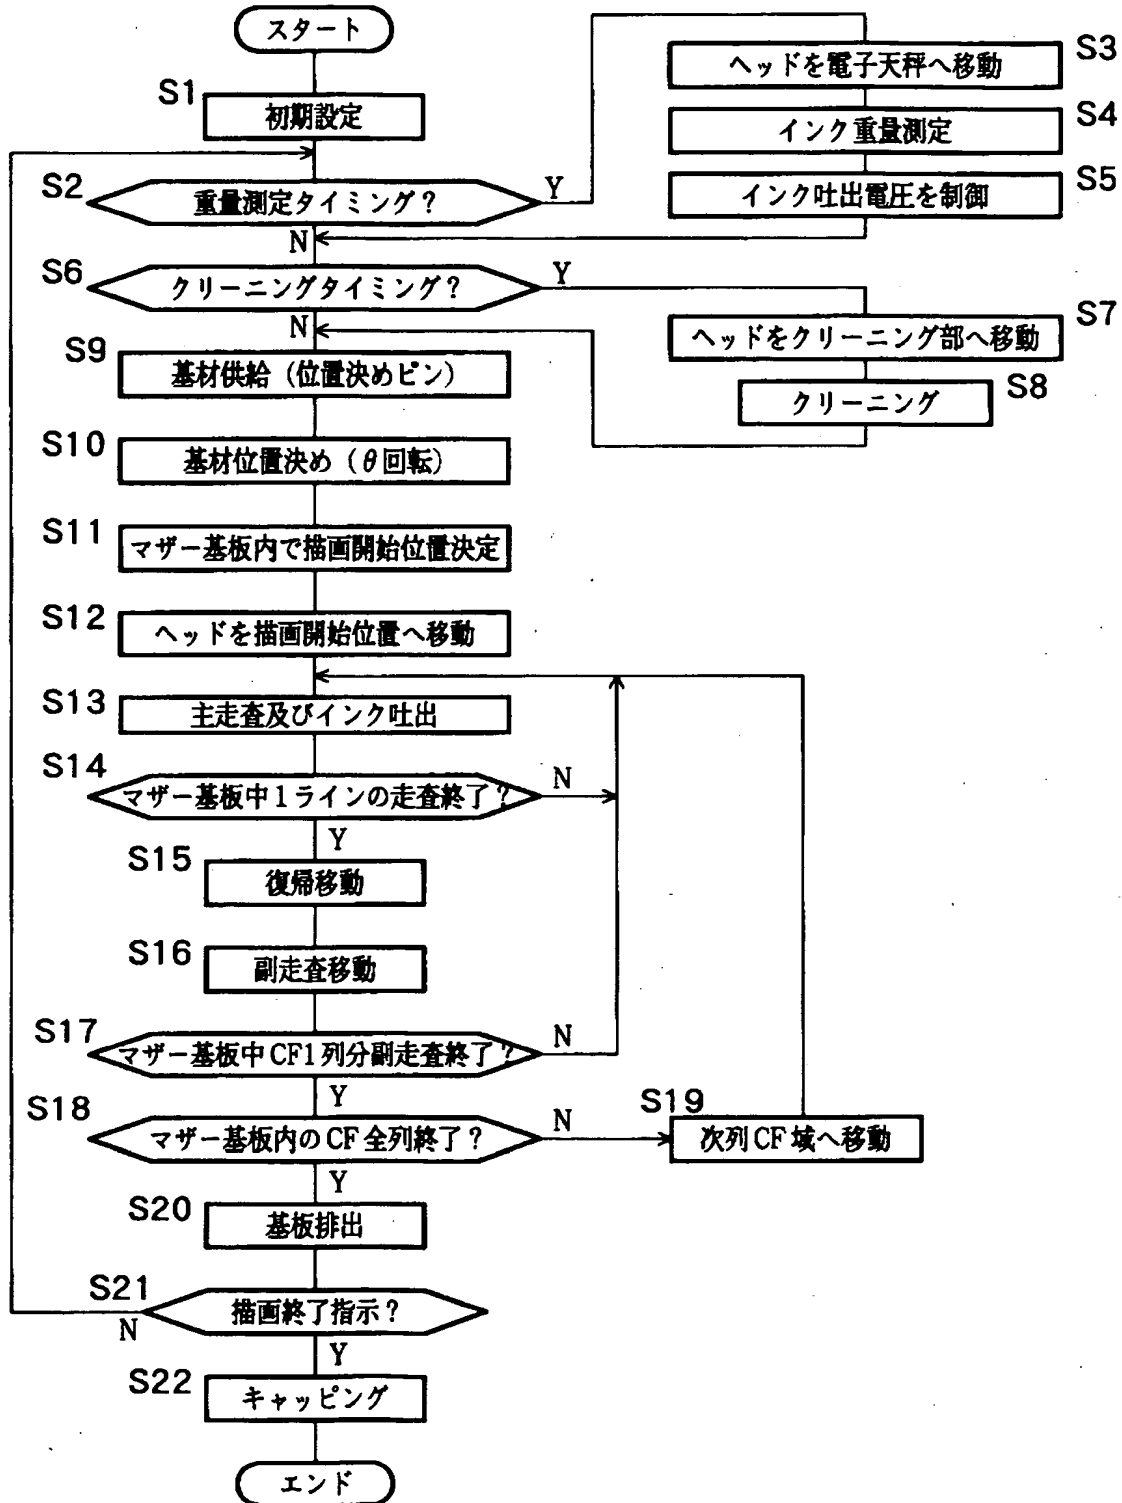 スタート
S1
初期設定
S2
重量測定タイミング？
Y
N
S3
ヘッドを電子天秤へ移動
S4
インク重量測定
S5
インク吐出電圧を制御
S6
クリーニングタイミング？
Y
N
S7
ヘッドをクリーニング部へ移動
S8
クリーニング
S9
基材供給（位置決めピン）
S10
基材位置決め（θ回転）
S11
マザー基板内で描画開始位置決定
S12
ヘッドを描画開始位置へ移動
S13
主走査及びインク吐出
S14
マザー基板中1ラインの走査終了？
N
Y
S15
復帰移動
S16
副走査移動
S17
マザー基板中CF1列分副走査終了？
N
Y
S18
マザー基板内のCF全列終了？
N
Y
S19
次列CF域へ移動
S20
基板排出
S21
描画終了指示？
N
Y
S22
キャッピング
エンド